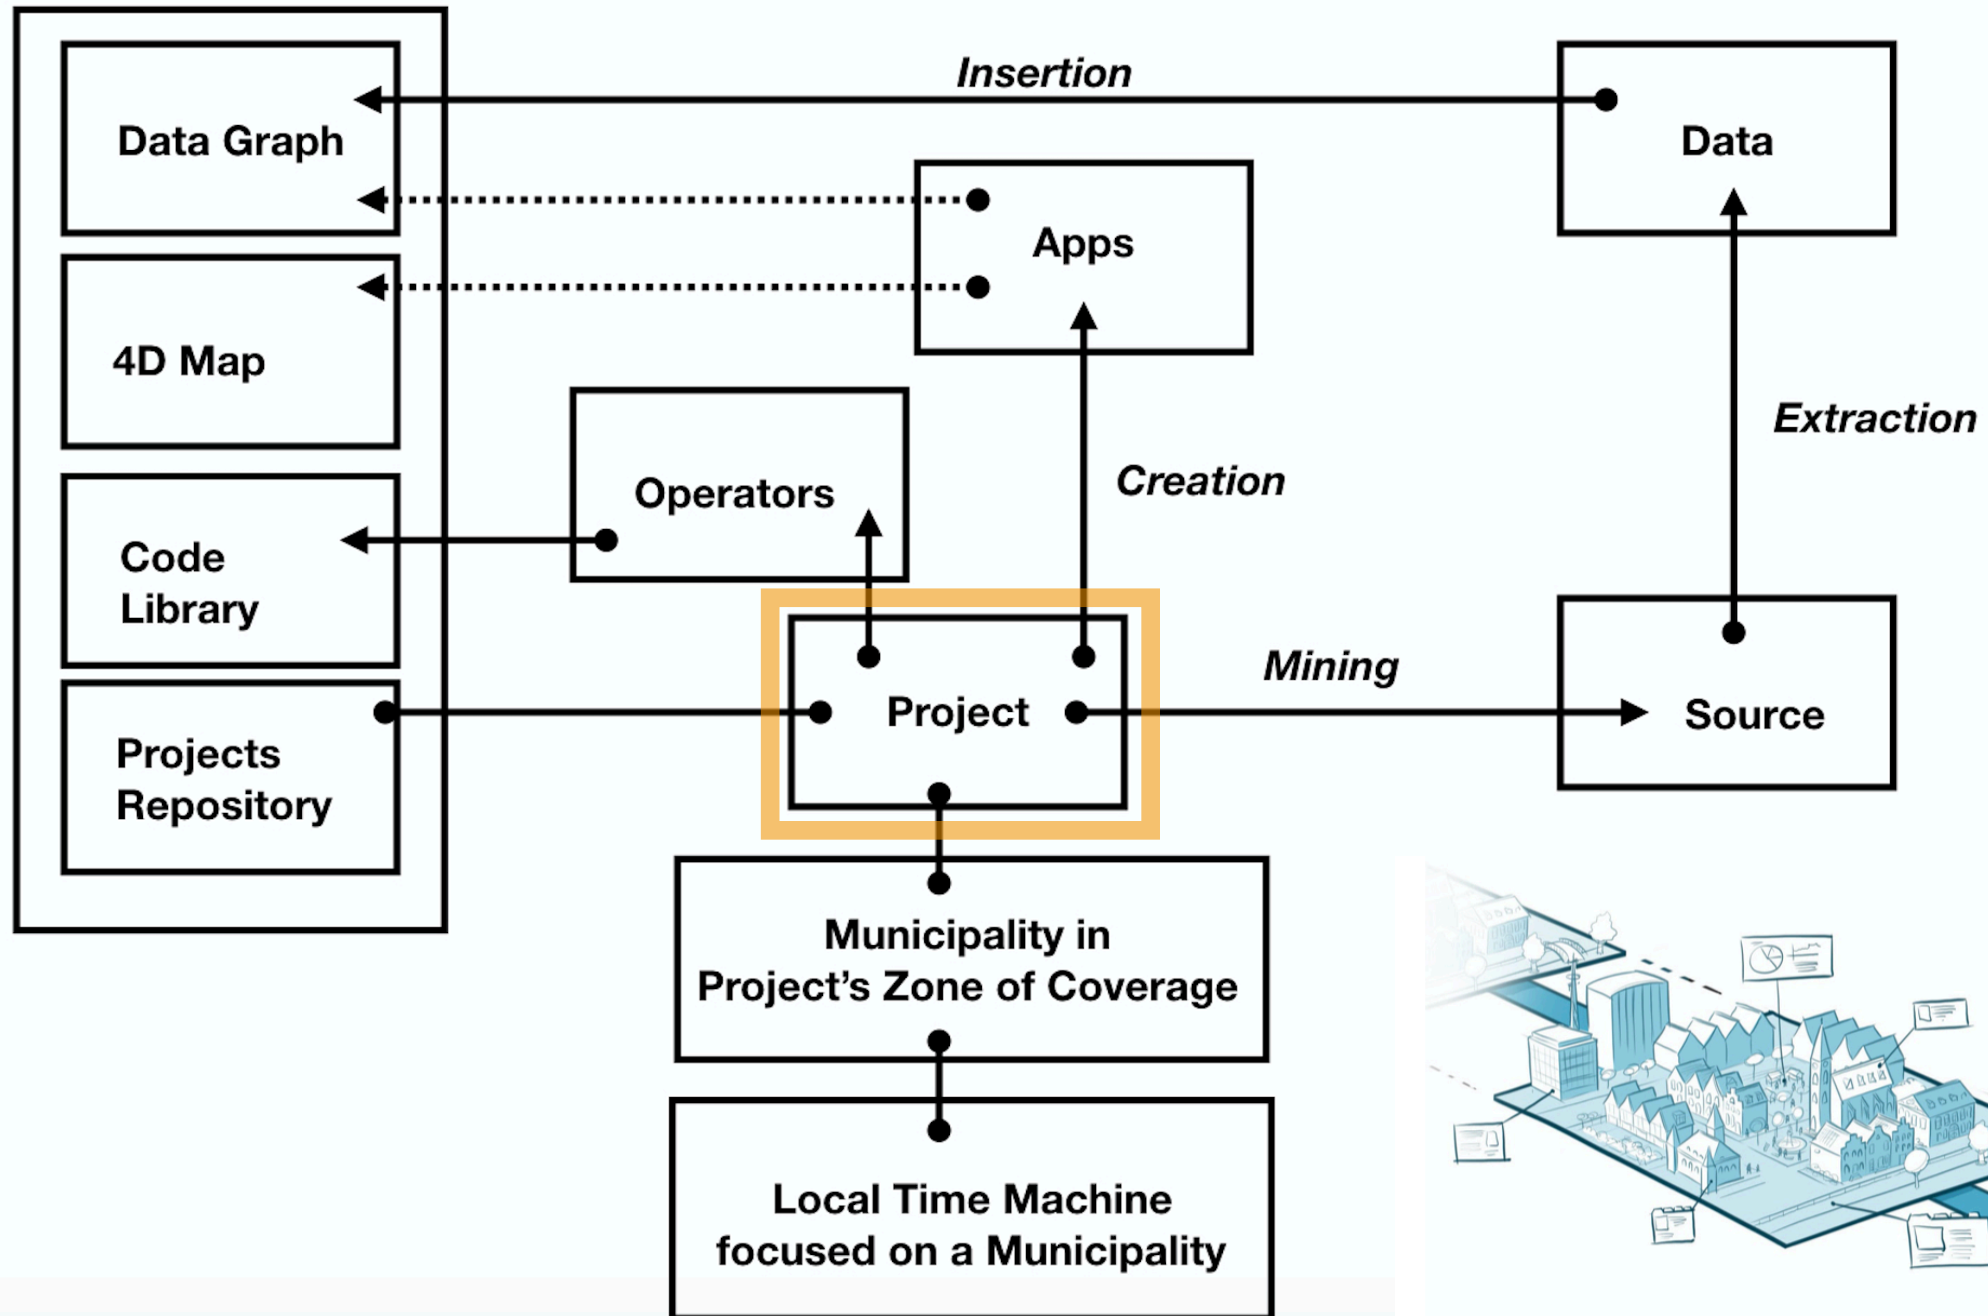 Insertion
Data Graph
Data
Apps
4D Map
Extraction
Operators
Creation
Code
Library
Mining
Project
Source
Projects
Repository
Municipality in
Project’s Zone of Coverage
Local Time Machine
focused on a Municipality